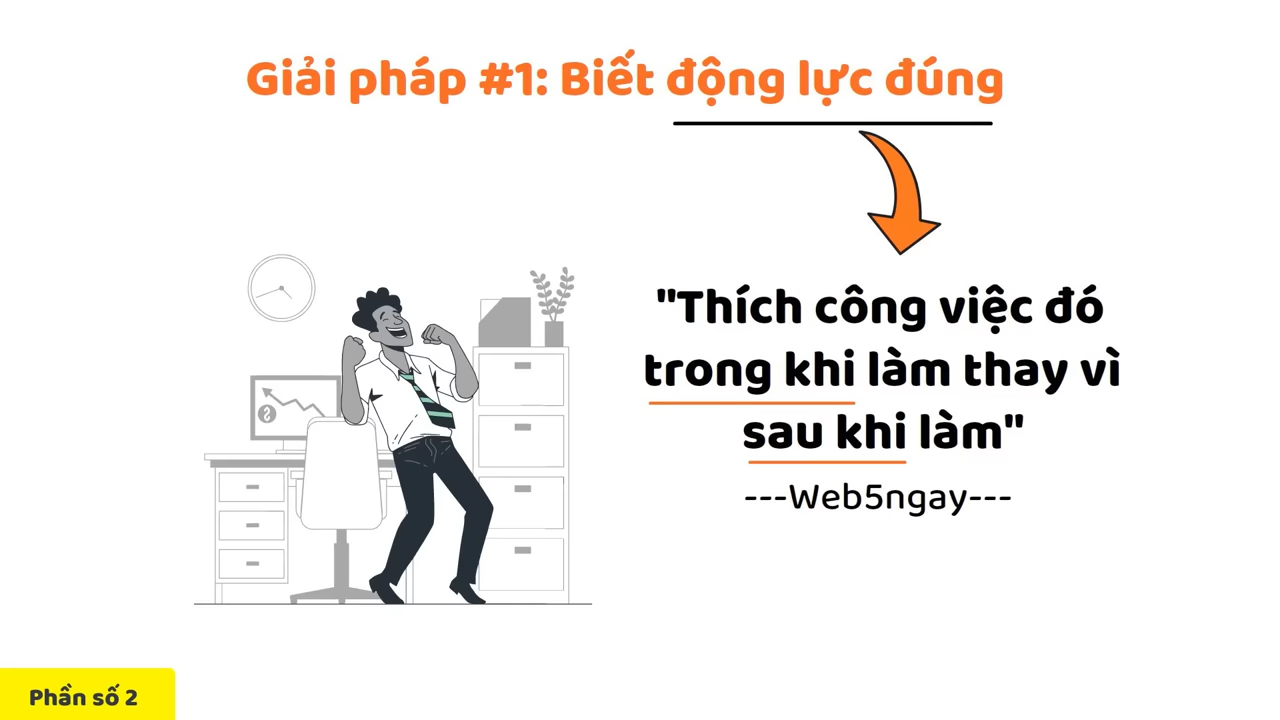 Giải pháp #1: Biết động lực đúng
"Thích công việc đó
trong khi làm thay vì
sau khi làm"
---Web5ngay---
Phần số 2